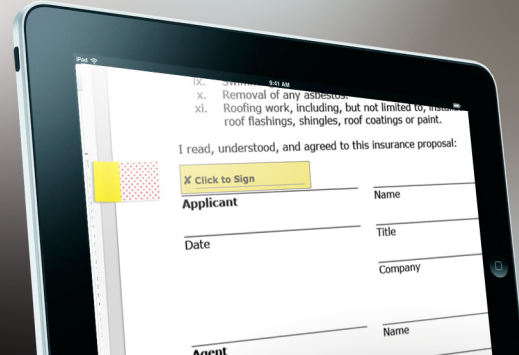 iPad
9:41 AM
ix.
x. Removal of any asbestos.
xi. Roofing work, including, but not limited to,
roof flashings, shingles, roof coatings or paint.
I read, understood, and agreed to this insurance proposal:
✗ Click to Sign
Applicant
Name
Date
Title
Company
Agent
Name